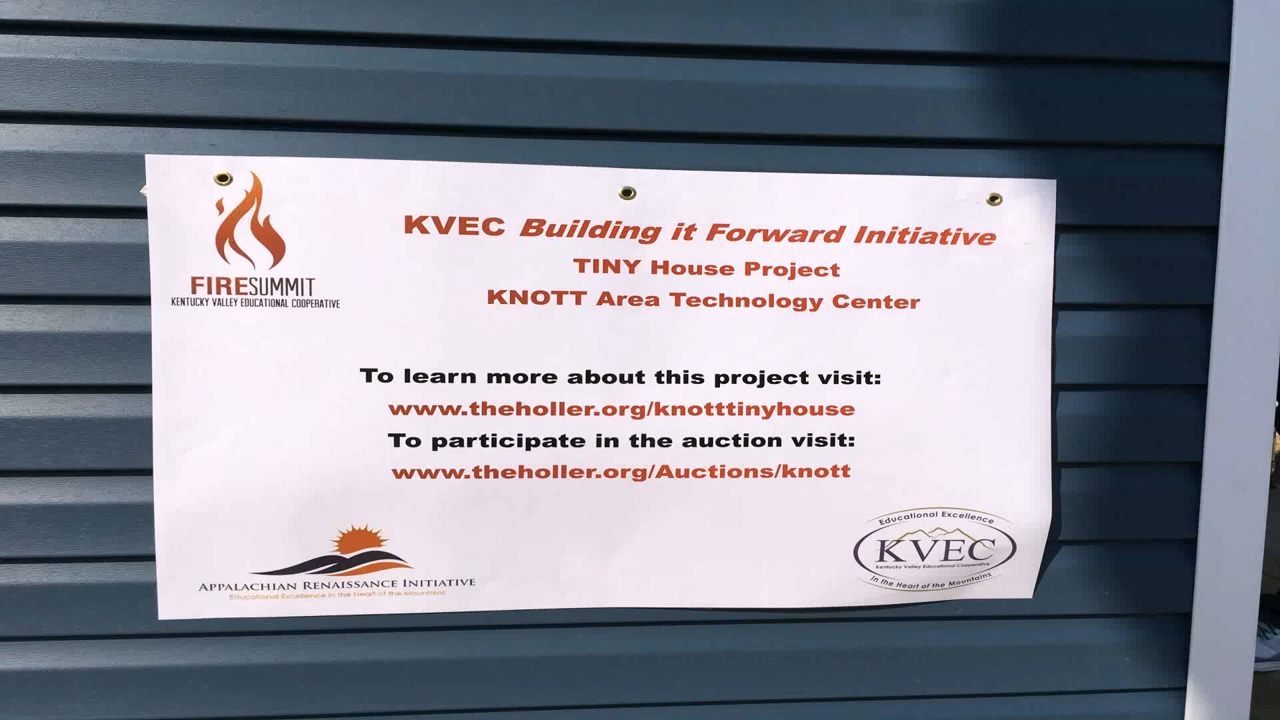 FIRESUMMIT
KENTUCKY VALLEY EDUCATIONAL COOPERATIVE
KVEC Building it Forward Initiative
TINY House Project
KNOTT Area Technology Center
To learn more about this project visit:
www.theholler.org/knotttinyhouse
To participate in the auction visit:
www.theholler.org/Auctions/knott
APPALACHIAN RENAISSANCE INITIATIVE
Educational Excellence in the Heart of the Mountains
Educational Excellence
KVEC
Kentucky Valley Educational Cooperative
In the Heart of the Mountains